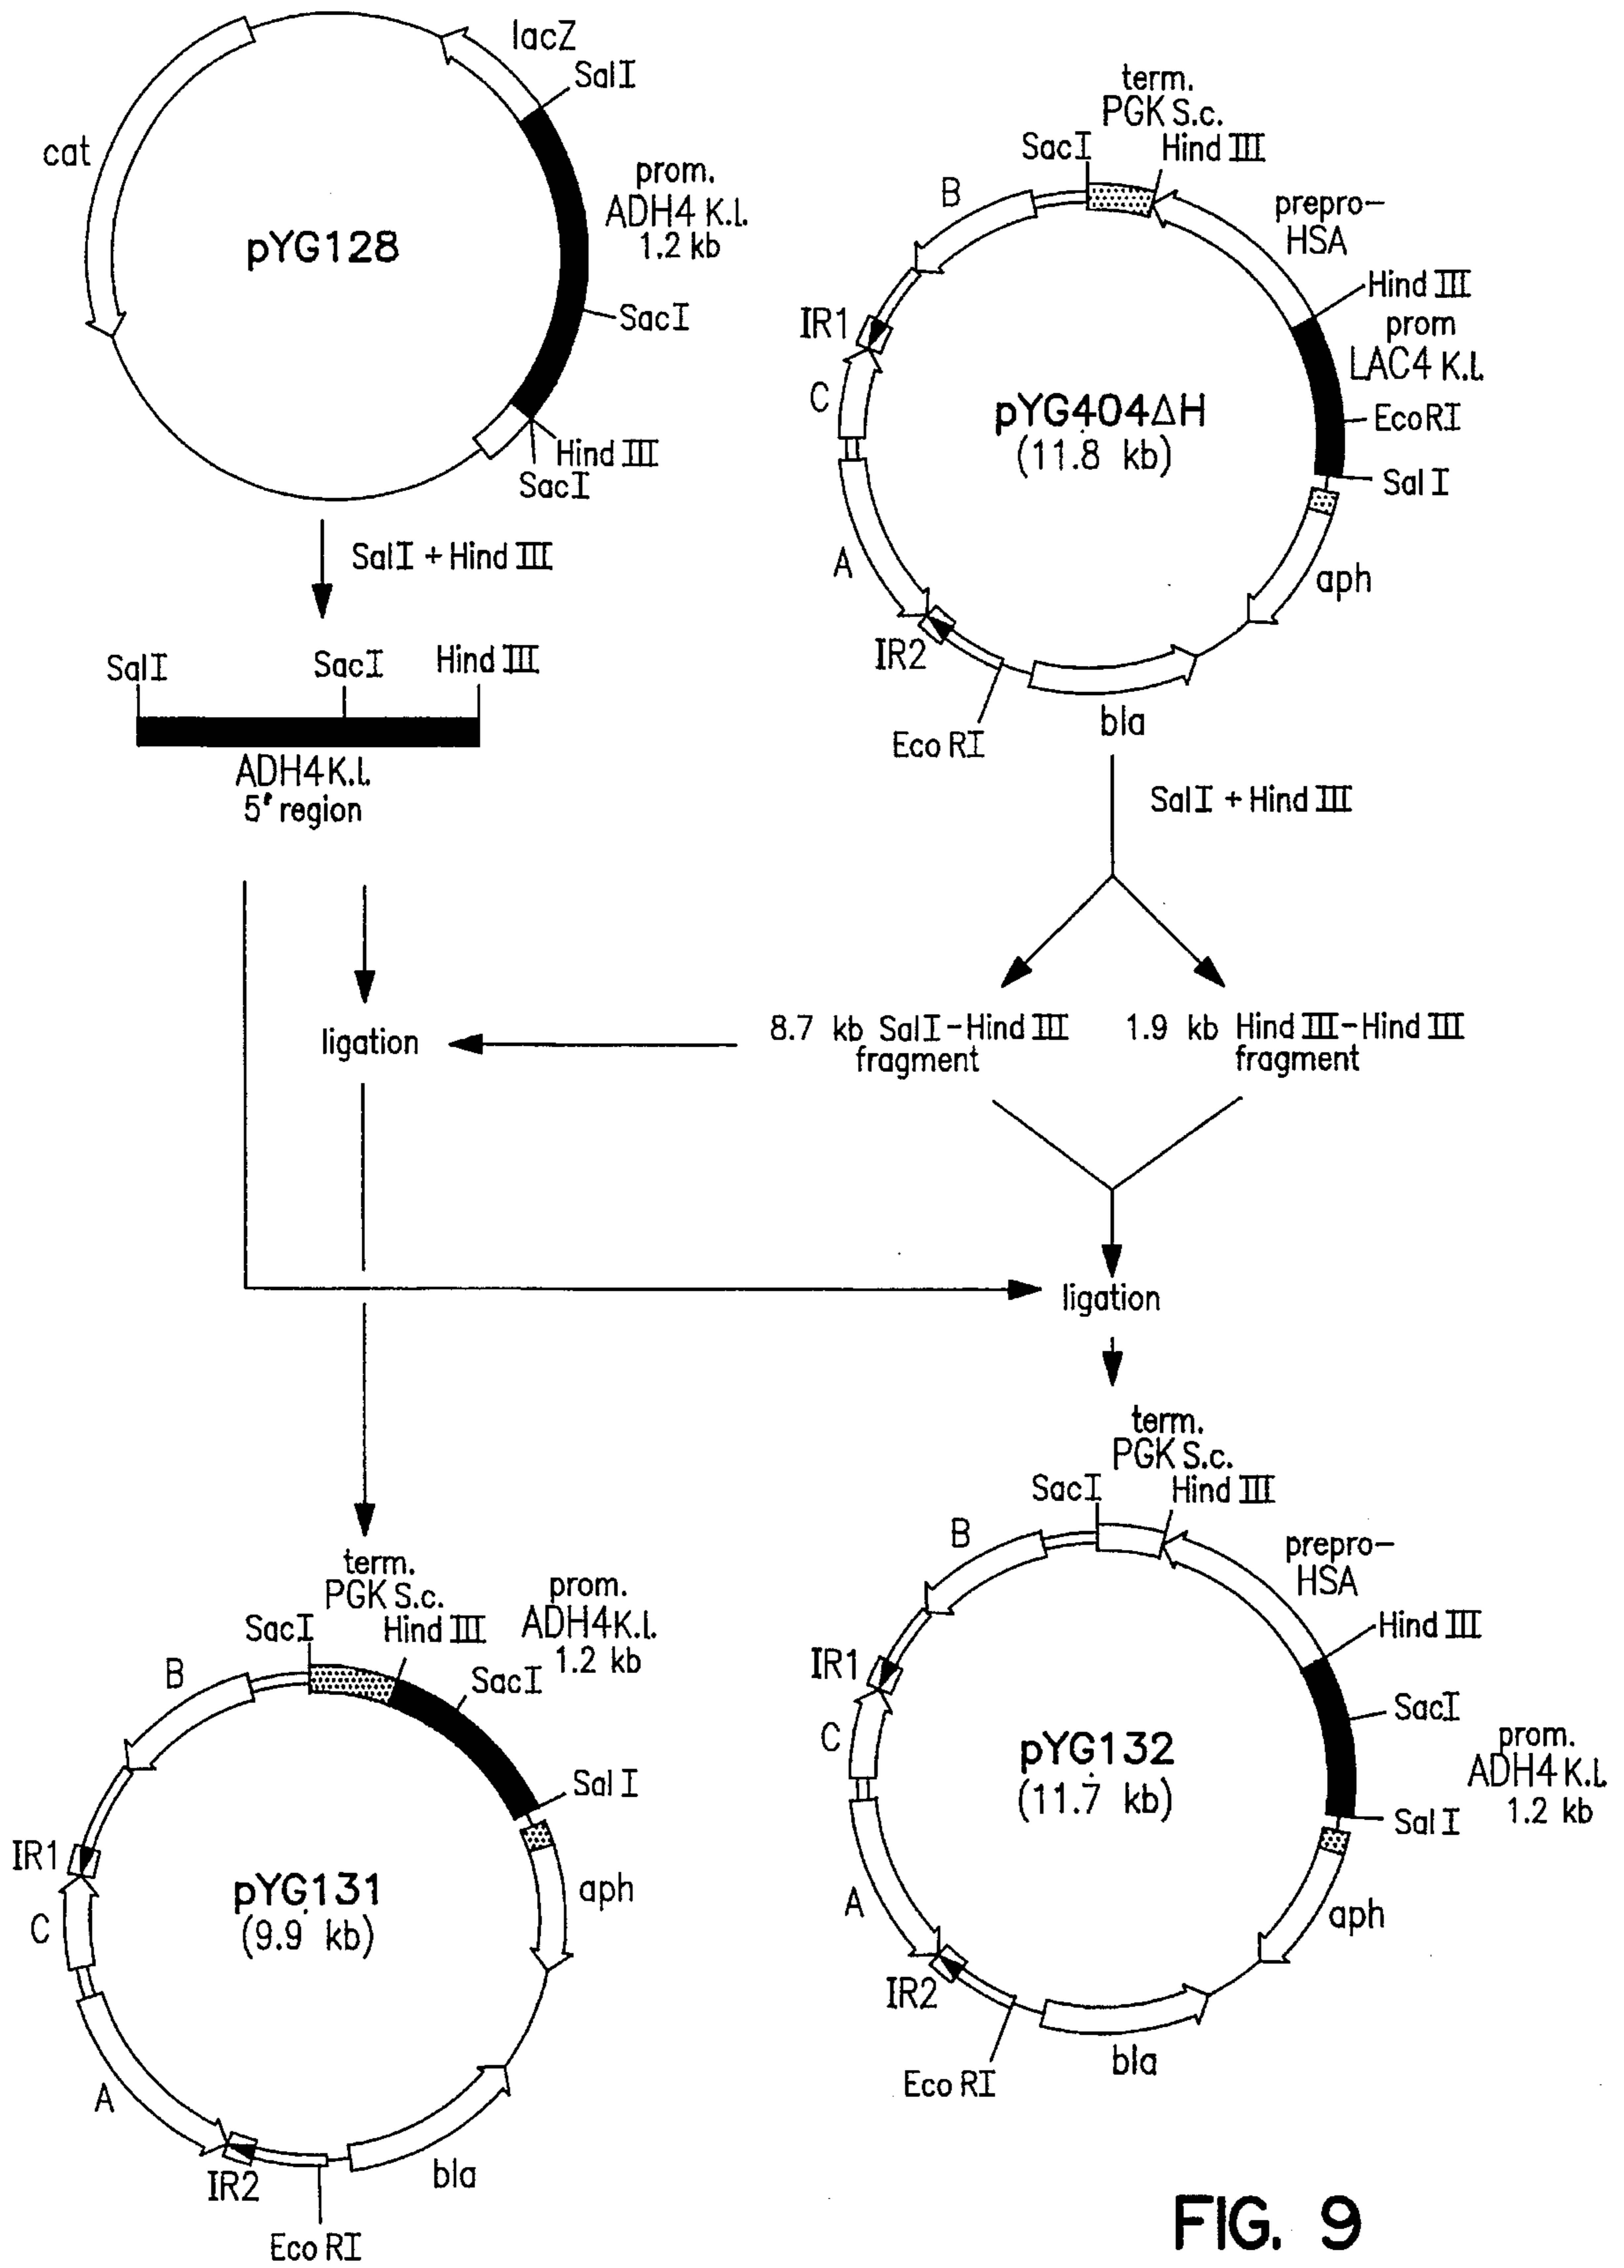 lacZ
SalI
cat
prom.
ADH4 K.l.
1.2 kb
pYG128
SacI
Hind III
SacI
SalI + Hind III
SalI
SacI
Hind III
ADH4 K.l.
5' region
term.
PGK S.c.
SacI
Hind III
B
prepro-
HSA
Hind III
IR1
prom
LAC4 K.l.
C
pYG404ΔH
(11.8 kb)
EcoRI
Sal I
A
aph
IR2
Eco RI
bla
SalI + Hind III
ligation
8.7 kb SalI-Hind III
fragment
1.9 kb Hind III-Hind III
fragment
ligation
term.
PGK S.c.
SacI
Hind III
prom.
ADH4 K.l.
1.2 kb
B
SacI
Sal I
IR1
pYG131
(9.9 kb)
aph
C
A
IR2
bla
Eco RI
term.
PGK S.c.
SacI
Hind III
B
prepro-
HSA
Hind III
IR1
SacI
C
pYG132
(11.7 kb)
prom.
ADH4 K.l.
1.2 kb
Sal I
A
aph
IR2
Eco RI
bla
FIG. 9